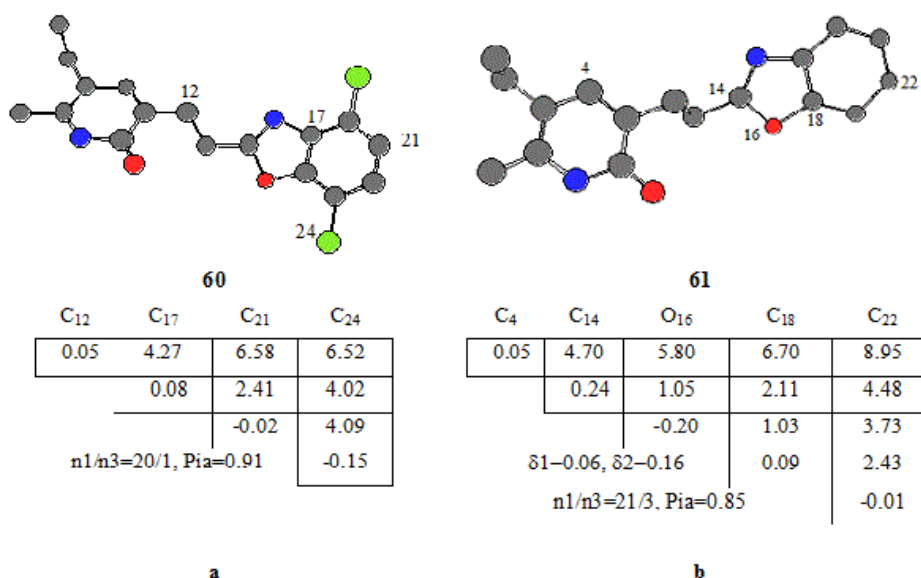 12
17
21
24
60
4
14
16
18
22
61
C12 C17 C21 C24
0.05 4.27 6.58 6.52
0.08 2.41 4.02
-0.02 4.09
n1/n3=20/1, Pia=0.91 -0.15
a
C4 C14 O16 C18 C22
0.05 4.70 5.80 6.70 8.95
0.24 1.05 2.11 4.48
-0.20 1.03 3.73
δ1–0.06, δ2–0.16 0.09 2.43
n1/n3=21/3, Pia=0.85 -0.01
b